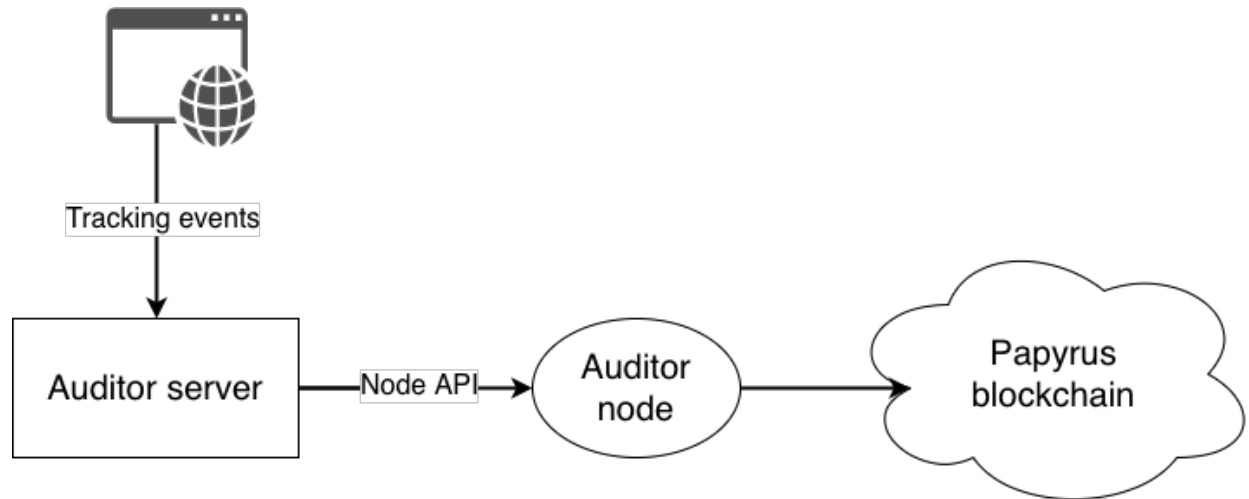 Tracking events
Auditor server
Node API
Auditor
node
Papyrus
blockchain